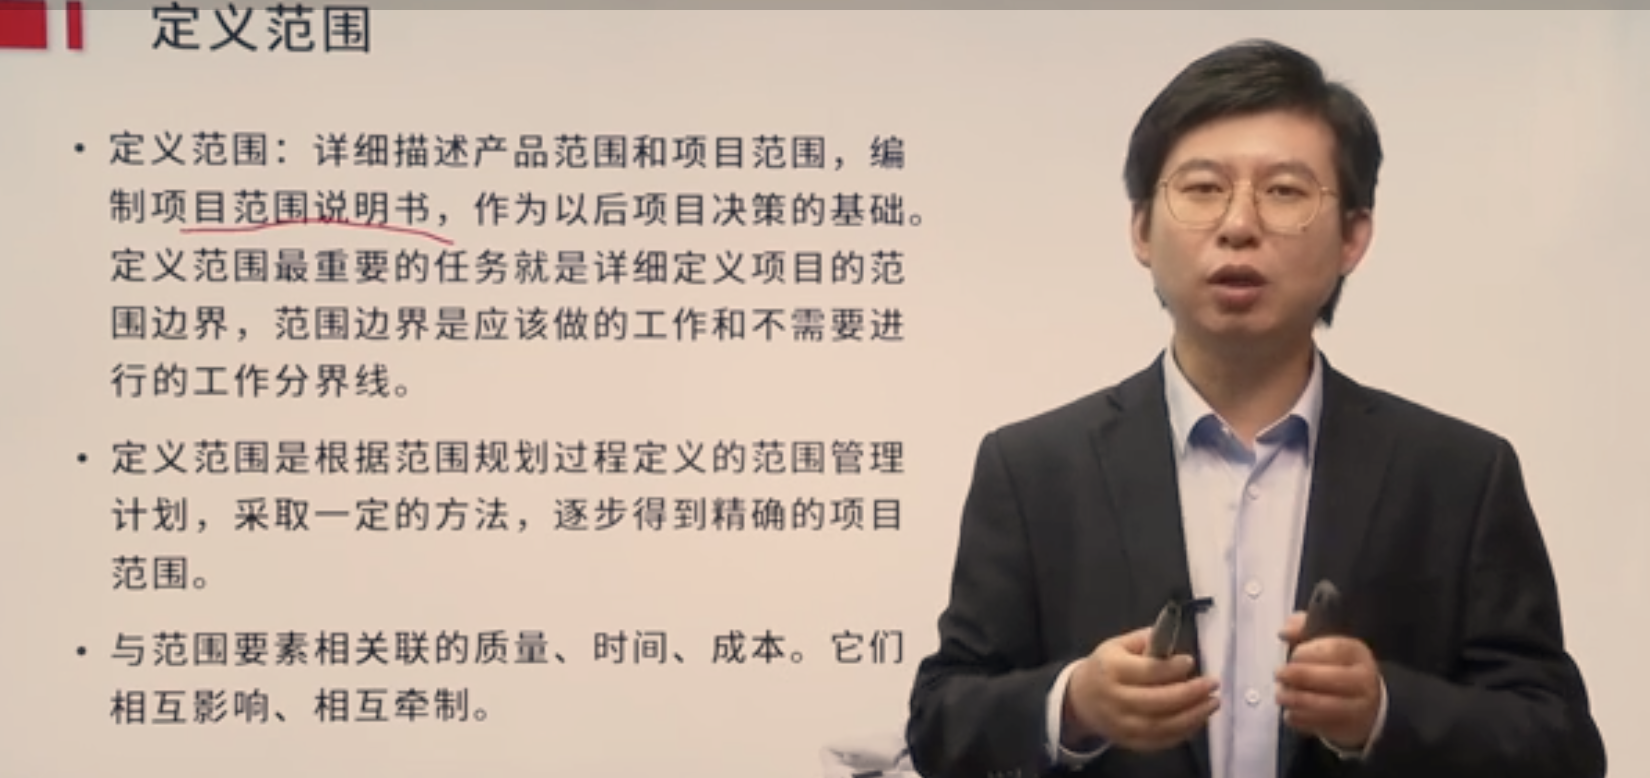 定义范围
• 定义范围：详细描述产品范围和项目范围，编
制项目范围说明书，作为以后项目决策的基础。
定义范围最重要的任务就是详细定义项目的范
围边界，范围边界是应该做的工作和不需要进
行的工作分界线。
• 定义范围是根据范围规划过程定义的范围管理
计划，采取一定的方法，逐步得到精确的项目
范围。
• 与范围要素相关联的质量、时间、成本。它们
相互影响、相互牵制。